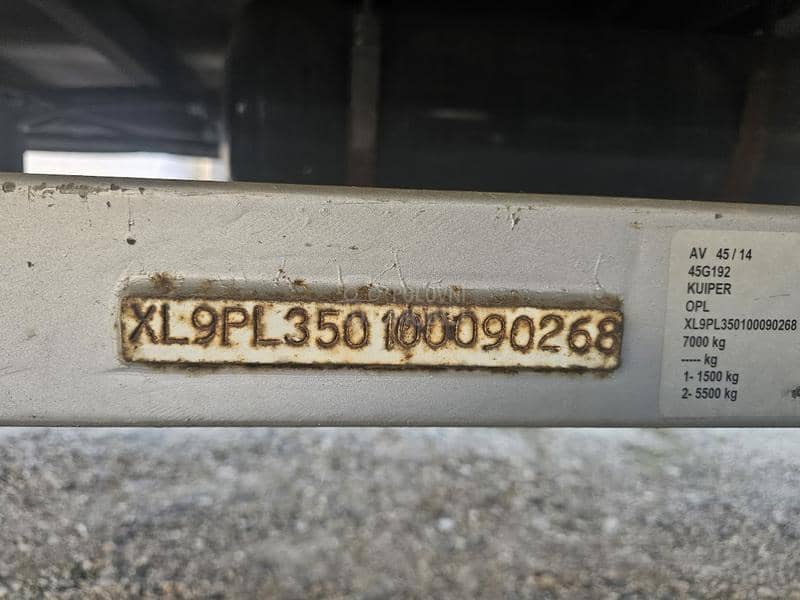 XL9PL350100090268
AV 45/14
45G192
KUIPER
OPL
XL9PL350100090268
7000 kg
----- kg
1- 1500 kg
2- 5500 kg